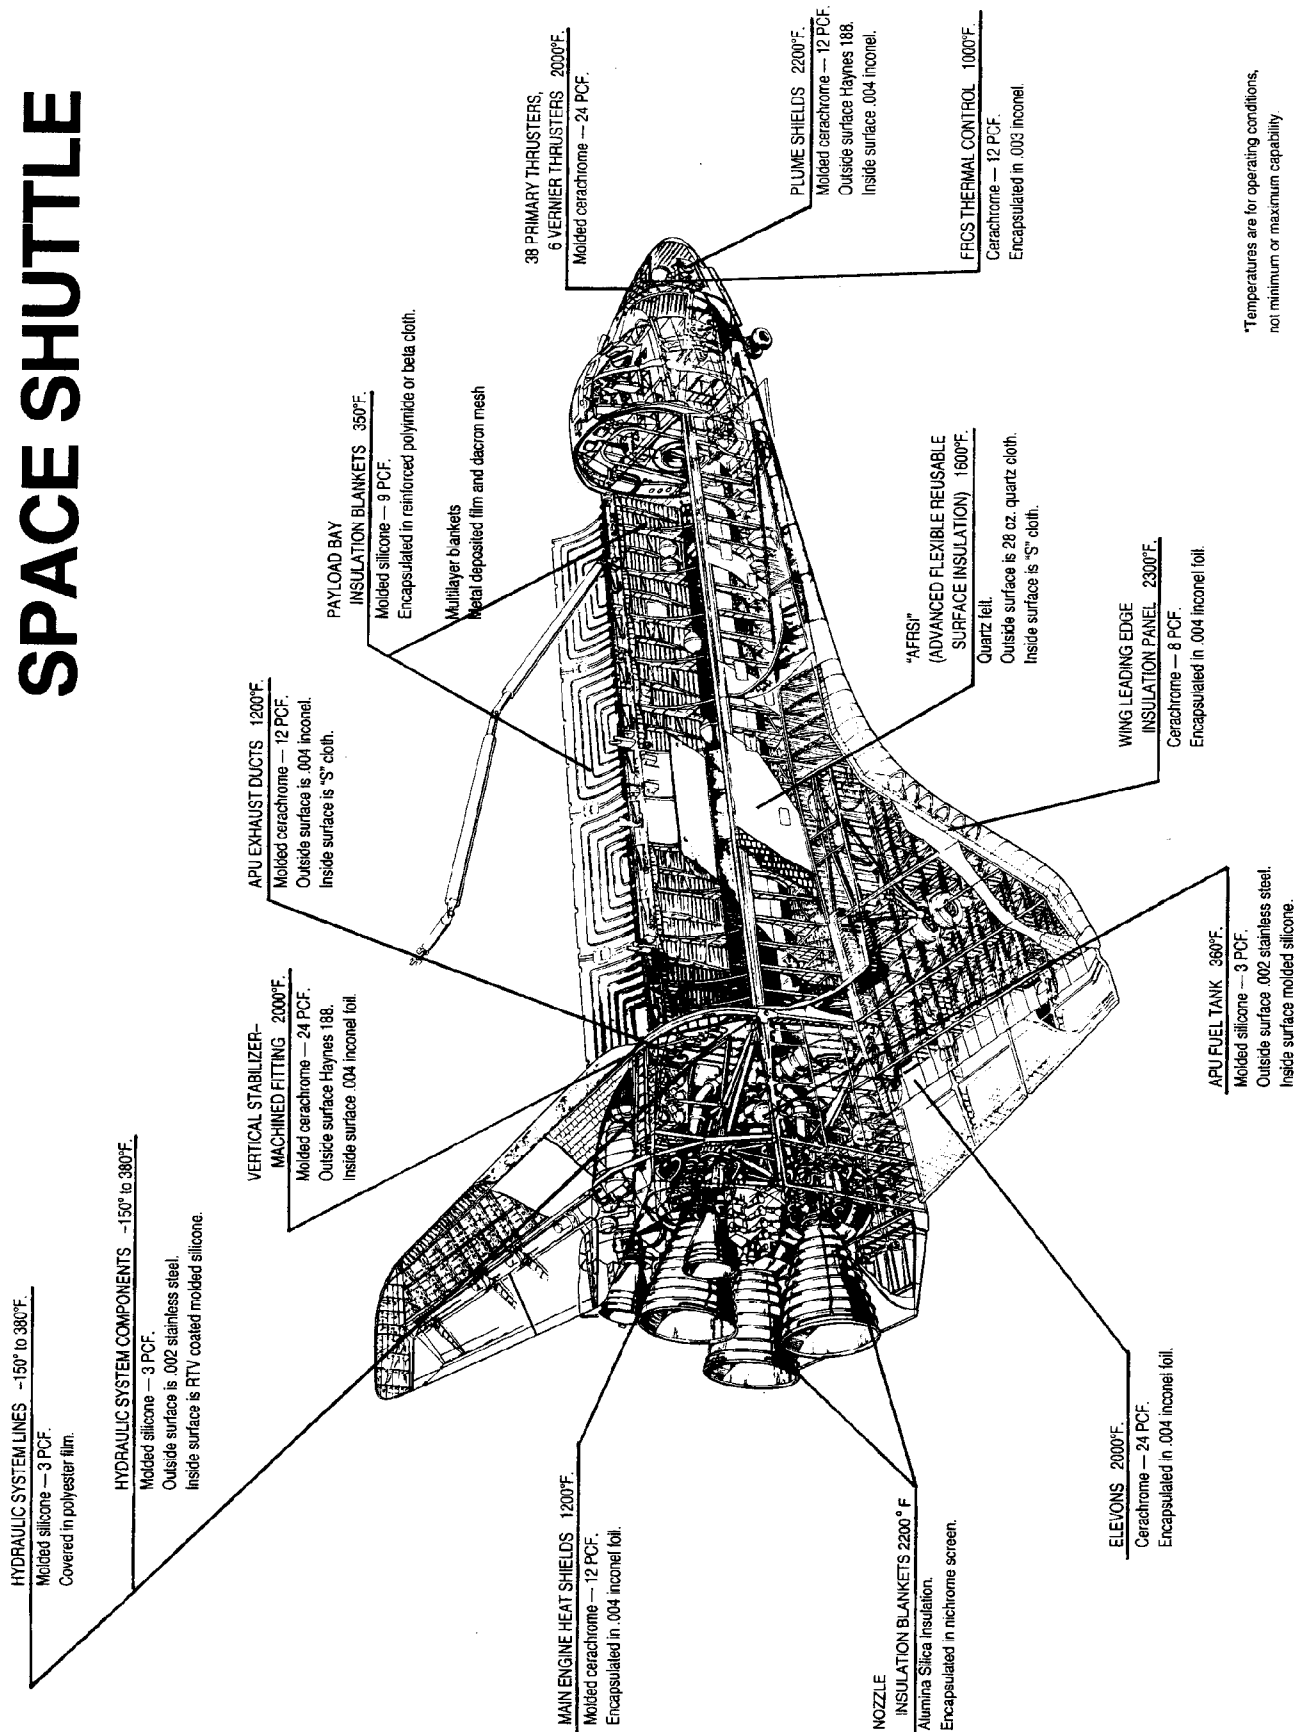 SPACE SHUTTLE
HYDRAULIC SYSTEM LINES -150° to 380°F.
Molded silicone — 3 PCF.
Covered in polyester film.
HYDRAULIC SYSTEM COMPONENTS -150° to 380°F.
Molded silicone — 3 PCF.
Outside surface is .002 stainless steel.
Inside surface is RTV coated molded silicone.
VERTICAL STABILIZER–
MACHINED FITTING 2000°F.
Molded cerachrome — 24 PCF.
Outside surface Haynes 188.
Inside surface .004 inconel foil.
APU EXHAUST DUCTS 1200°F.
Molded cerachrome — 12 PCF.
Outside surface is .004 inconel.
Inside surface is "S" cloth.
PAYLOAD BAY
INSULATION BLANKETS 350°F.
Molded silicone — 9 PCF.
Encapsulated in reinforced polyimide or beta cloth.
Multilayer blankets
Metal deposited film and dacron mesh
38 PRIMARY THRUSTERS,
6 VERNIER THRUSTERS 2000°F.
Molded cerachrome — 24 PCF.
PLUME SHIELDS 2200°F.
Molded cerachrome — 12 PCF.
Outside surface Haynes 188.
Inside surface .004 inconel.
FRCS THERMAL CONTROL 1000°F.
Cerachrome — 12 PCF.
Encapsulated in .003 inconel.
MAIN ENGINE HEAT SHIELDS 1200°F.
Molded cerachrome — 12 PCF.
Encapsulated in .004 inconel foil.
NOZZLE
INSULATION BLANKETS 2200° F
Alumina Silica Insulation.
Encapsulated in nichrome screen.
"AFRSI"
(ADVANCED FLEXIBLE REUSABLE
SURFACE INSULATION) 1600°F.
Quartz felt.
Outside surface is 28 oz. quartz cloth.
Inside surface is "S" cloth.
ELEVONS 2000°F.
Cerachrome — 24 PCF.
Encapsulated in .004 inconel foil.
WING LEADING EDGE
INSULATION PANEL 2300°F.
Cerachrome — 8 PCF.
Encapsulated in .004 inconel foil.
APU FUEL TANK 360°F.
Molded silicone — 3 PCF.
Outside surface .002 stainless steel.
Inside surface molded silicone.
*Temperatures are for operating conditions,
not minimum or maximum capability.